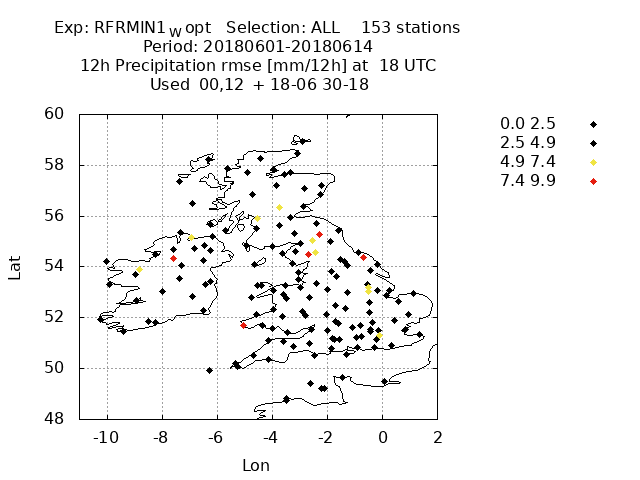 Exp: RFRMIN1 W opt Selection: ALL 153 stations
Period: 20180601-20180614
12h Precipitation rmse [mm/12h] at 18 UTC
Used 00,12 + 18-06 30-18
0.0 2.5
2.5 4.9
4.9 7.4
7.4 9.9
60
58
56
54
52
50
48
Lat
-10 -8 -6 -4 -2 0 2
Lon